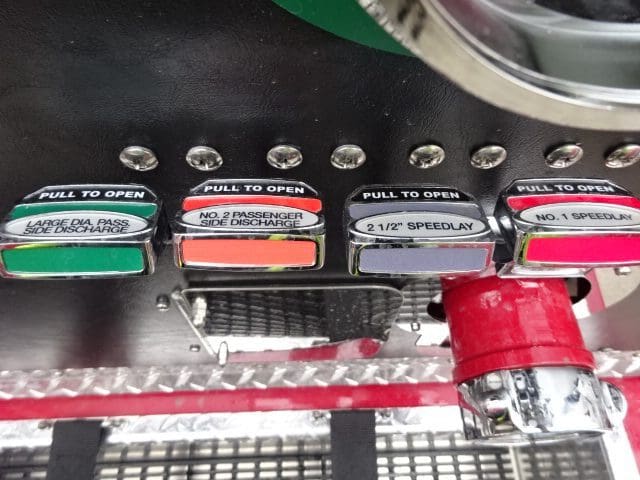 PULL TO OPEN
LARGE DIA. PASS.
SIDE DISCHARGE
PULL TO OPEN
NO. 2 PASSENGER
SIDE DISCHARGE
PULL TO OPEN
2 1/2" SPEEDLAY
PULL TO OPEN
NO. 1 SPEEDLAY